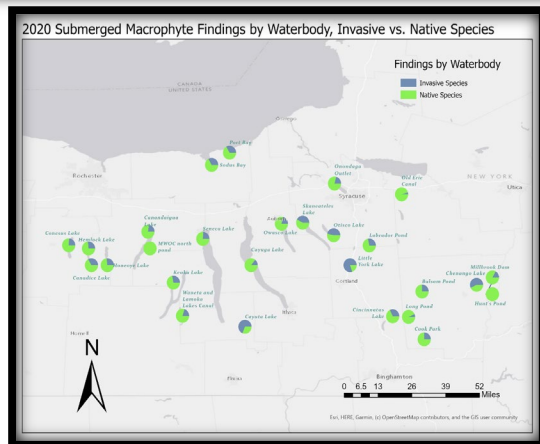 2020 Submerged Macrophyte Findings by Waterbody, Invasive vs. Native Species
Findings by Waterbody
Invasive Species
Native Species
CANADA
UNITED STATES
Oswego
Port Bay
Sodus Bay
Rochester
Onondaga
Outlet
Old Erie
Canal
NEW YORK
Utica
Syracuse
Skaneateles
Lake
Canandaigua
Lake
Owasco Lake
Otisco Lake
Conesus Lake
Hemlock Lake
MWOC north
pond
Seneca Lake
Labrador Pond
Cayuga Lake
Little
York Lake
Honeoye Lake
Canadice Lake
Keuka Lake
Cortland
Millbrook Dam
Chenango Lake
Balsam Pond
Hunt's Pond
Waneta and
Lamoka
Lakes Canal
Cincinnatus
Lake
Long Pond
Ithaca
Cayuta Lake
Cook Park
Hornell
N
Elmira
Binghamton
0 6.5 13 26 39 52
Miles
Esri, HERE, Garmin, (c) OpenStreetMap contributors, and the GIS user community